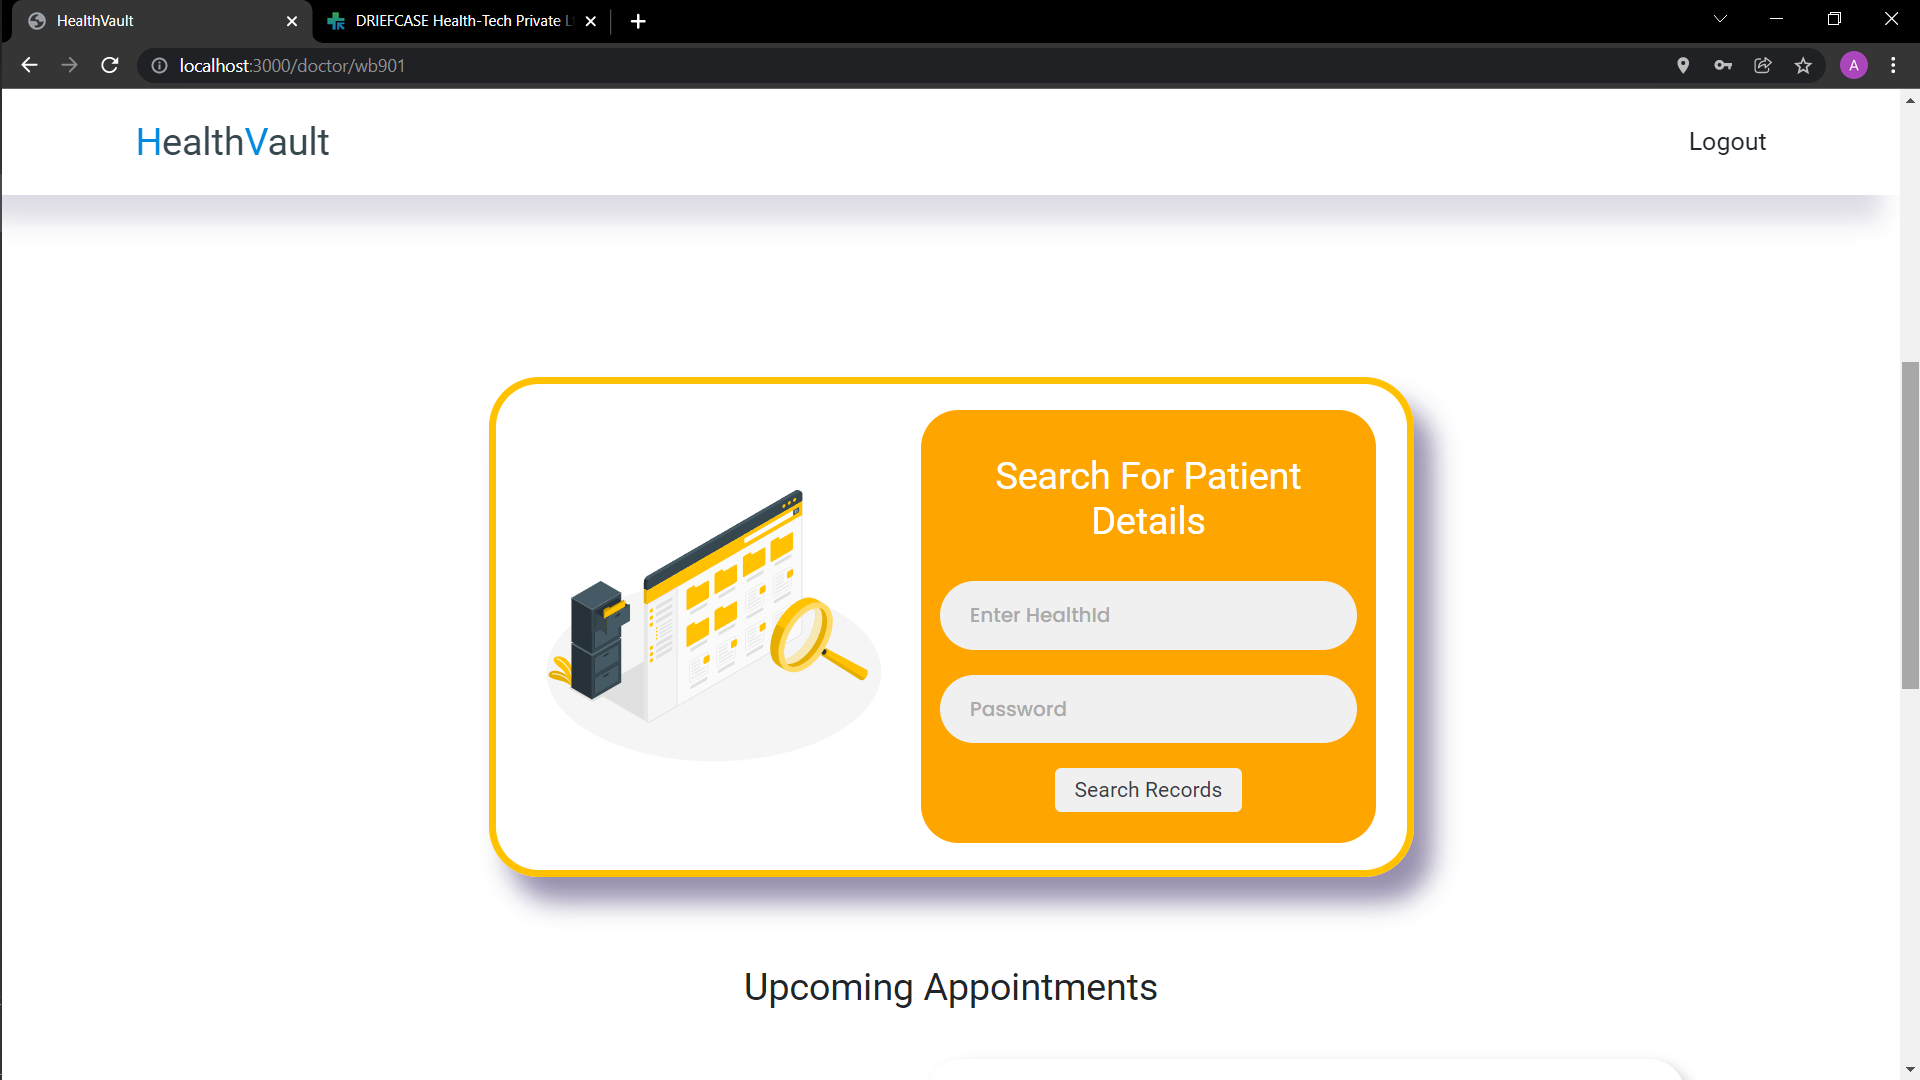 HealthVault
DRIEFCASE Health-Tech Private L
localhost:3000/doctor/wb901
A
HealthVault
Logout
Search For Patient
Details
Enter HealthId
Password
Search Records
Upcoming Appointments